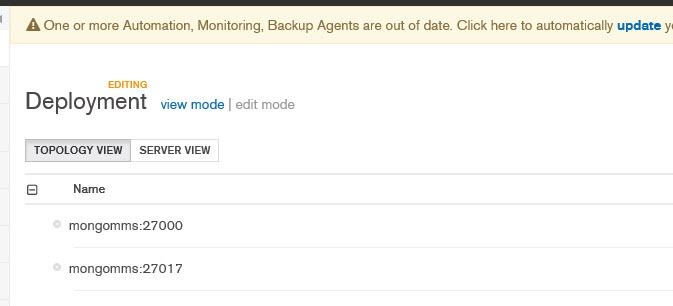 One or more Automation, Monitoring, Backup Agents are out of date. Click here to automatically update
EDITING
Deployment view mode | edit mode
TOPOLOGY VIEW SERVER VIEW
Name
mongomms:27000
mongomms:27017